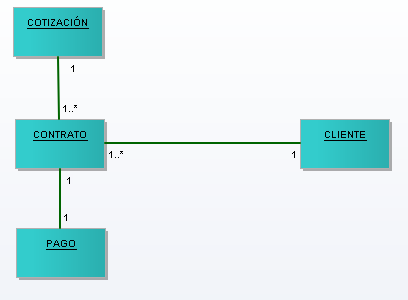 COTIZACIÓN
1
1..*
CONTRATO
1..*
1
CLIENTE
1
1
PAGO